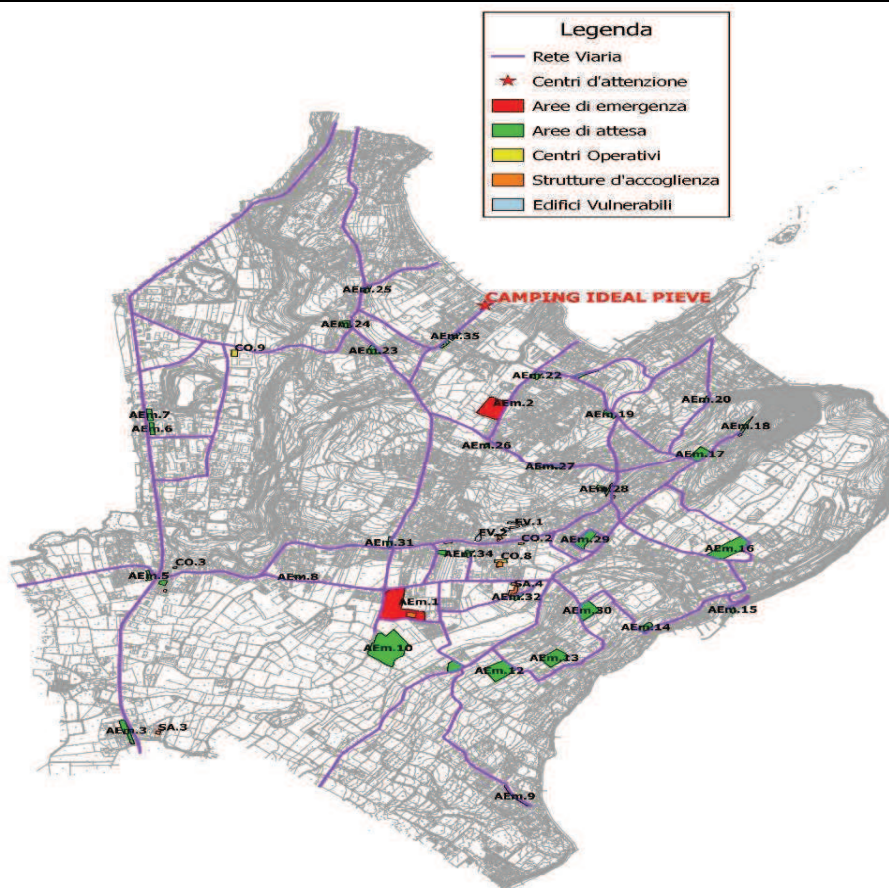 Legenda
Rete Viaria
Centri d'attenzione
Aree di emergenza
Aree di attesa
Centri Operativi
Strutture d'accoglienza
Edifici Vulnerabili
AEm.25
CAMPING IDEAL PIEVE
AEm.24
AEm.35
CO.9
AEm.23
AEm.22
AEm.2
AEm.20
AEm.7
AEm.19
AEm.6
AEm.18
AEm.26
AEm.17
AEm.27
AEm.28
EV.1
AEm.31
CO.2
AEm.29
AEm.16
AEm.34
CO.8
CO.3
AEm.5
AEm.8
SA.4
AEm.32
AEm.1
AEm.30
AEm.15
AEm.14
AEm.10
AEm.13
AEm.12
AEm.3
SA.3
AEm.9